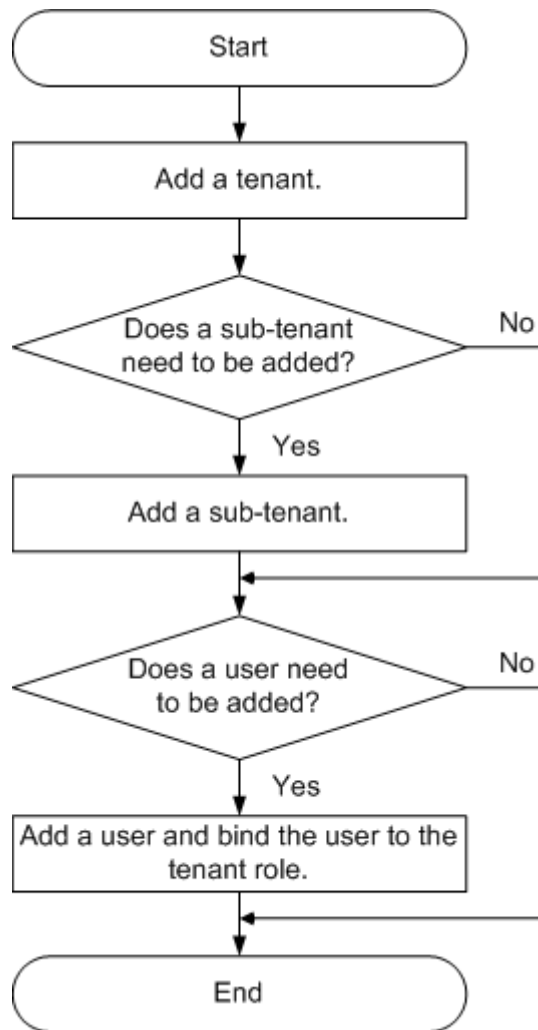 Start
Add a tenant.
Does a sub-tenant
need to be added?
No
Yes
Add a sub-tenant.
Does a user need
to be added?
No
Yes
Add a user and bind the user to the
tenant role.
End